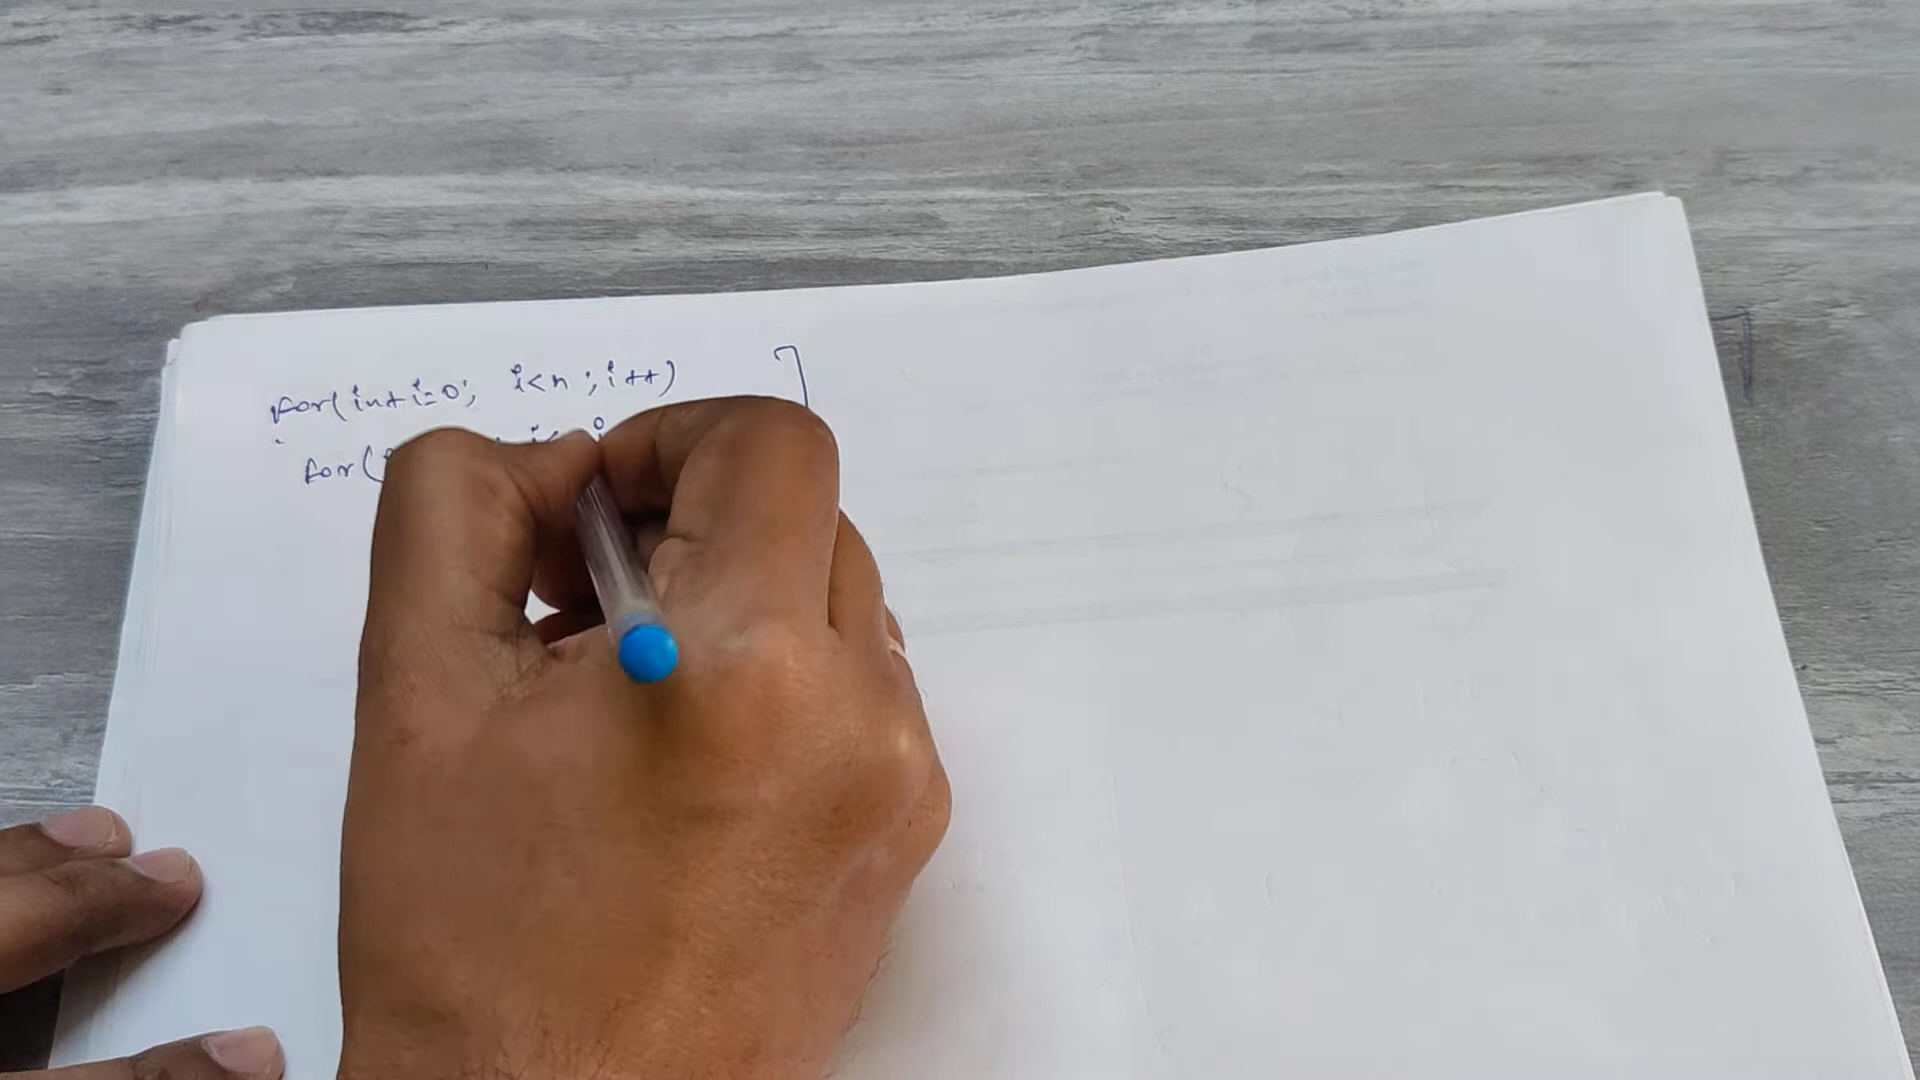 for(int i=0; i<n ;i++)
for(